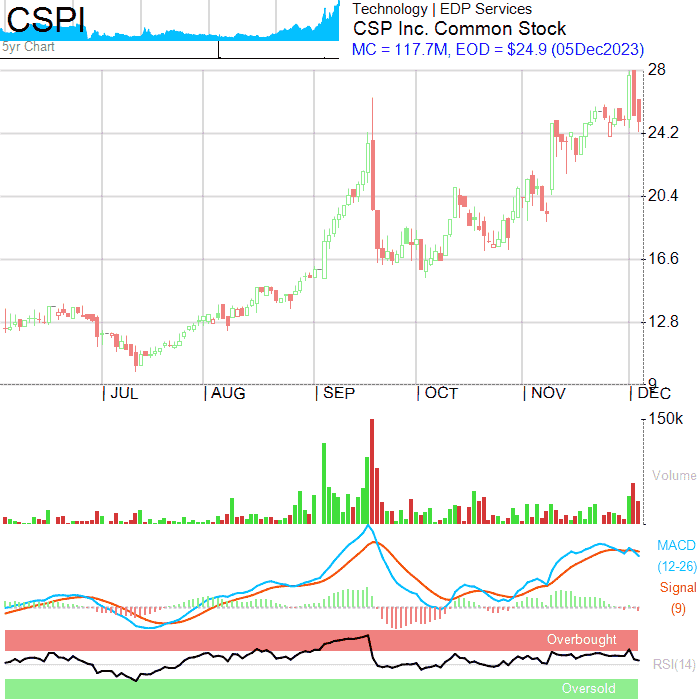 CSPI
5yr Chart
Technology | EDP Services
CSP Inc. Common Stock
MC = 117.7M, EOD = $24.9 (05Dec2023)
28
24.2
20.4
16.6
12.8
9
| JUL | AUG | SEP | OCT | NOV | DEC
150k
Volume
MACD
(12-26)
Signal
(9)
Overbought
RSI(14)
Oversold